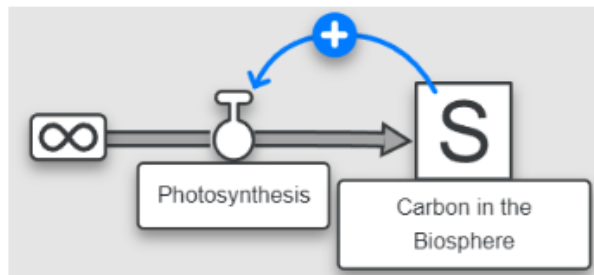 +
∞
S
Photosynthesis
Carbon in the
Biosphere